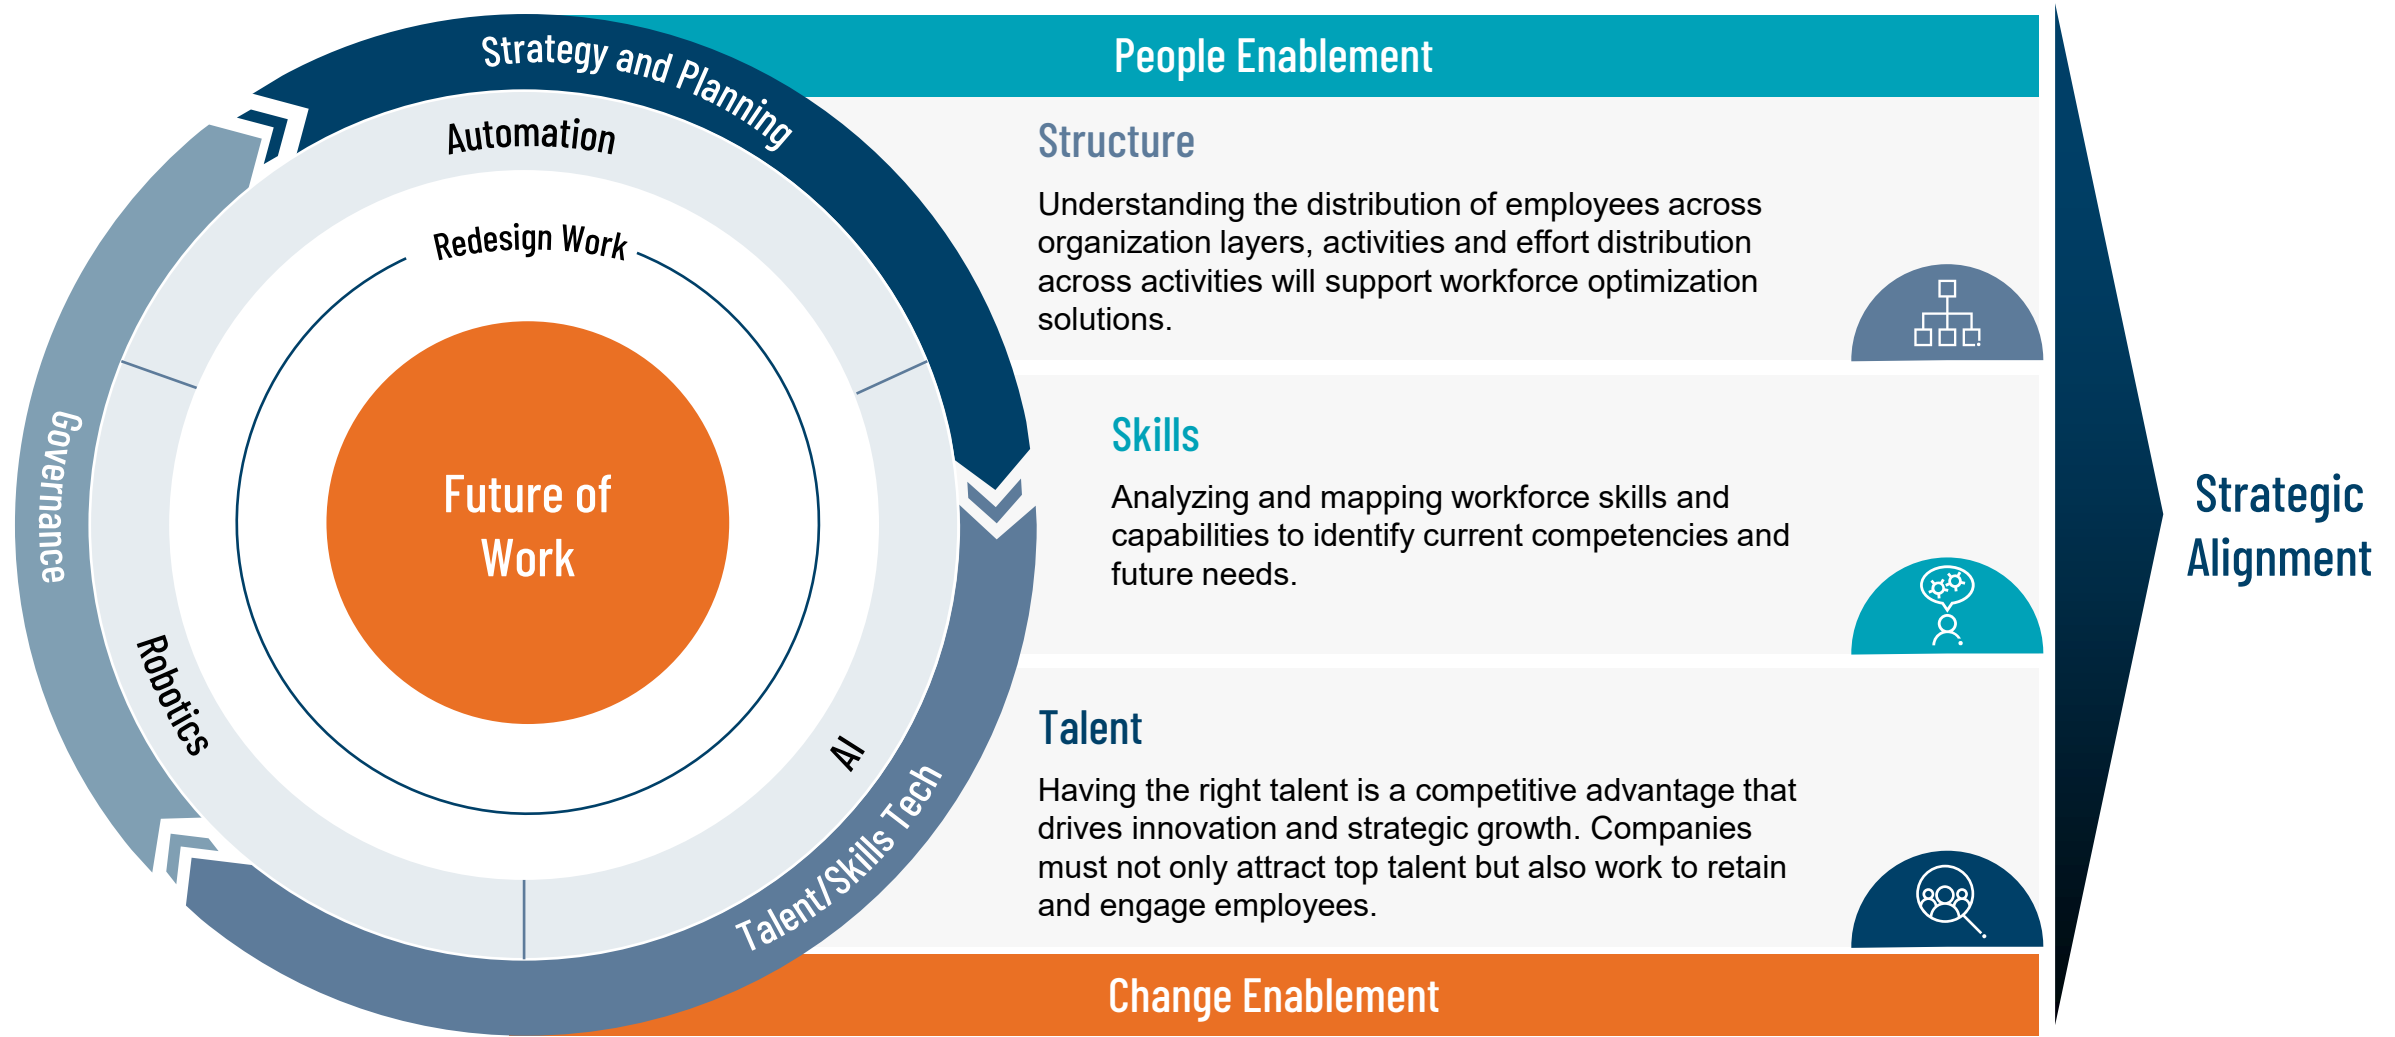 Strategy and Planning
Automation
Redesign Work
Future of
Work
Governance
Robotics
AI
Talent/Skills Tech
People Enablement
Structure
Understanding the distribution of employees across
organization layers, activities and effort distribution
across activities will support workforce optimization
solutions.
Skills
Analyzing and mapping workforce skills and
capabilities to identify current competencies and
future needs.
Talent
Having the right talent is a competitive advantage that
drives innovation and strategic growth. Companies
must not only attract top talent but also work to retain
and engage employees.
Change Enablement
Strategic
Alignment